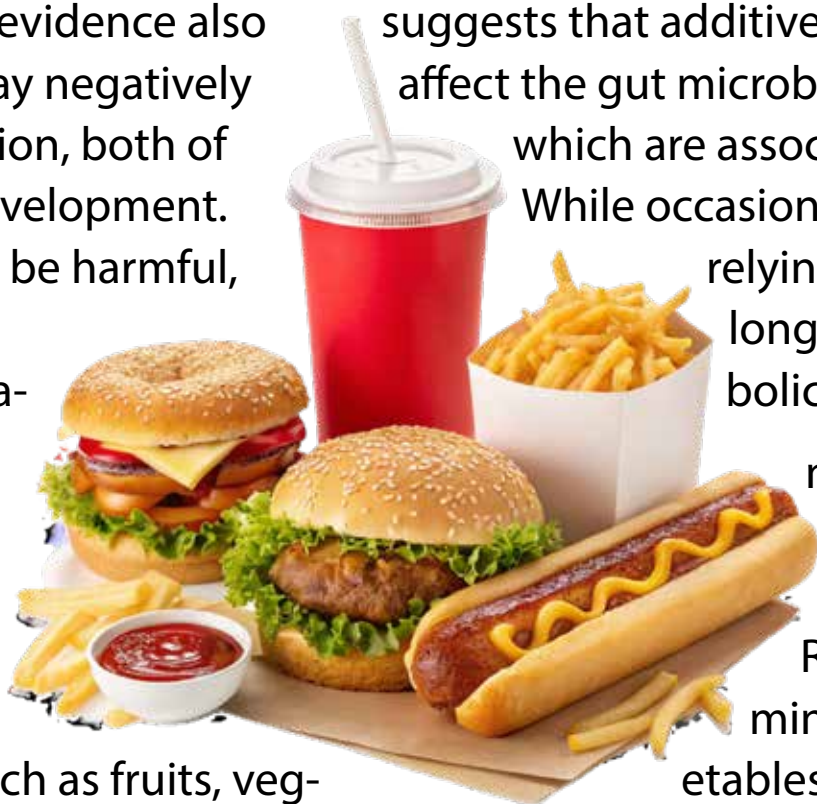 evidence also suggests that additive
ay negatively affect the gut microb
ion, both of which are assoc
velopment. While occasion
be harmful, relyin
long
a- bolic
r
R
min
ch as fruits, veg- etables